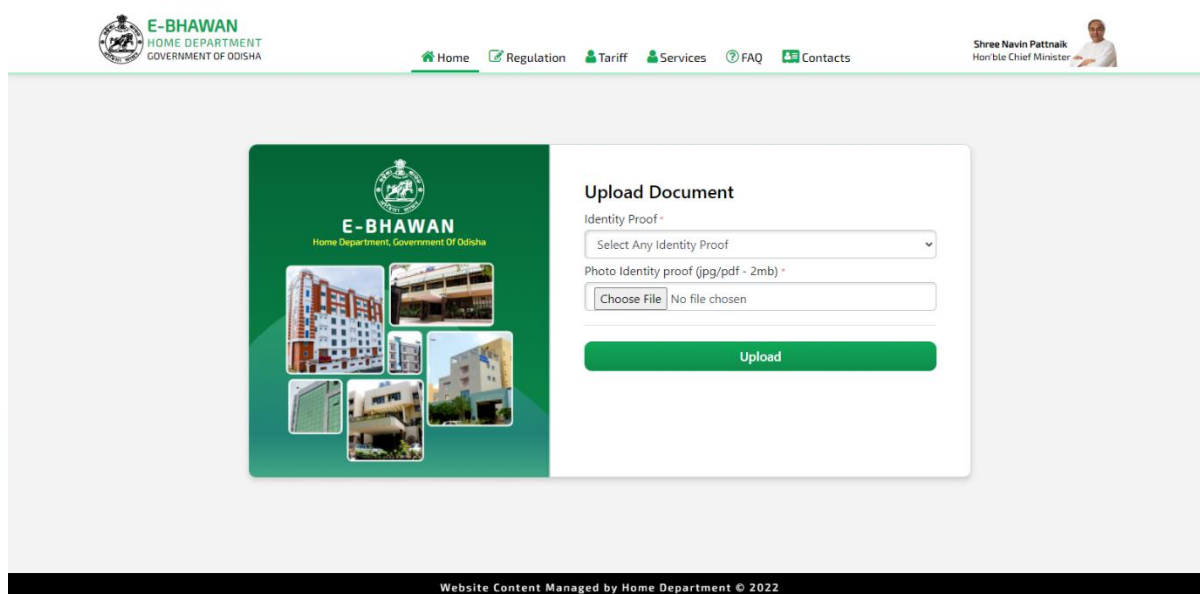 E-BHAWAN
HOME DEPARTMENT
GOVERNMENT OF ODISHA
Home Regulation Tariff Services FAQ Contacts
Shree Navin Pattnaik
Hon'ble Chief Minister
E-BHAWAN
Home Department, Government Of Odisha
Upload Document
Identity Proof *
Select Any Identity Proof
Photo Identity proof (jpg/pdf - 2mb) *
Choose File No file chosen
Upload
Website Content Managed by Home Department © 2022